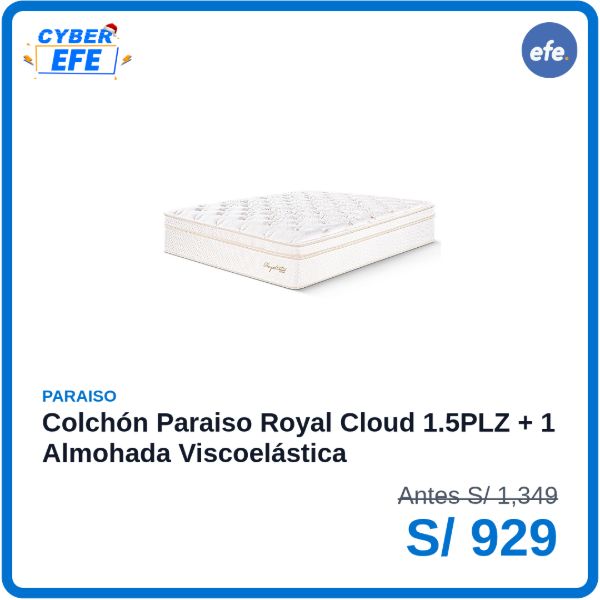 CYBER
EFE
efe.
PARAISO
Colchón Paraiso Royal Cloud 1.5PLZ + 1
Almohada Viscoelástica
Antes S/ 1,349
S/ 929